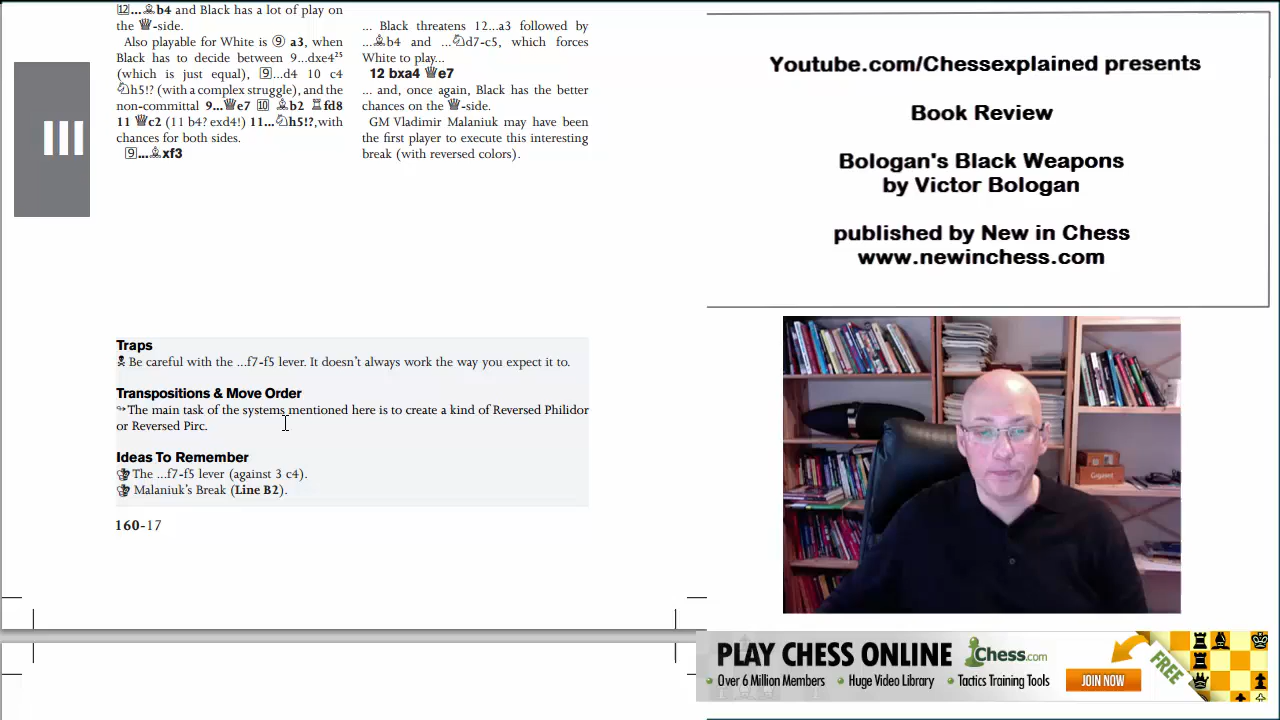 12...♗b4 and Black has a lot of play on
the ♕-side.
Also playable for White is 9 a3, when
Black has to decide between 9...dxe4²⁵
(which is just equal), 9...d4 10 c4
♘h5!? (with a complex struggle), and the
non-committal 9...♕e7 10 ♗b2 ♖fd8
11 ♕c2 (11 b4? exd4!) 11...♘h5!?, with
chances for both sides.
9...♗xf3
... Black threatens 12...a3 followed by
...♗b4 and ...♘d7-c5, which forces
White to play...
12 bxa4 ♕e7
... and, once again, Black has the better
chances on the ♕-side.
GM Vladimir Malaniuk may have been
the first player to execute this interesting
break (with reversed colors).
III
Traps
Be careful with the ...f7-f5 lever. It doesn't always work the way you expect it to.
Transpositions & Move Order
The main task of the systems mentioned here is to create a kind of Reversed Philidor
or Reversed Pirc.
Ideas To Remember
The ...f7-f5 lever (against 3 c4).
Malaniuk's Break (Line B2).
160-17
Youtube.com/Chessexplained presents
Book Review
Bologan's Black Weapons
by Victor Bologan
published by New in Chess
www.newinchess.com
Gigaset
PLAY CHESS ONLINE
Chess.com
Over 6 Million Members
Huge Video Library
Tactics Training Tools
JOIN NOW
FREE